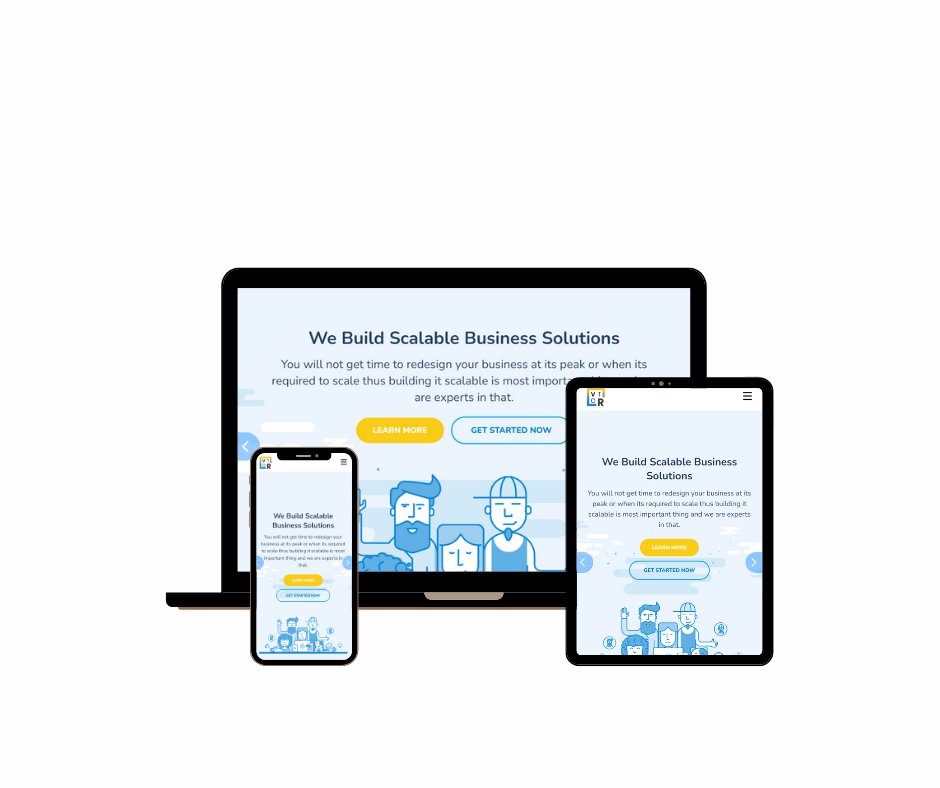 We Build Scalable Business Solutions
You will not get time to redesign your business at its peak or when its
required to scale thus building it scalable is most
are experts in that.
LEARN MORE
GET STARTED NOW
VT
CR
We Build Scalable
Business Solutions
You will not get time to redesign your
business at its peak or when its required
to scale thus building it scalable is most
important thing and we are experts in
that.
LEARN MORE
GET STARTED NOW
VT
CR
We Build Scalable Business
Solutions
You will not get time to redesign your business at its
peak or when its required to scale thus building it
scalable is most important thing and we are experts
in that.
LEARN MORE
GET STARTED NOW